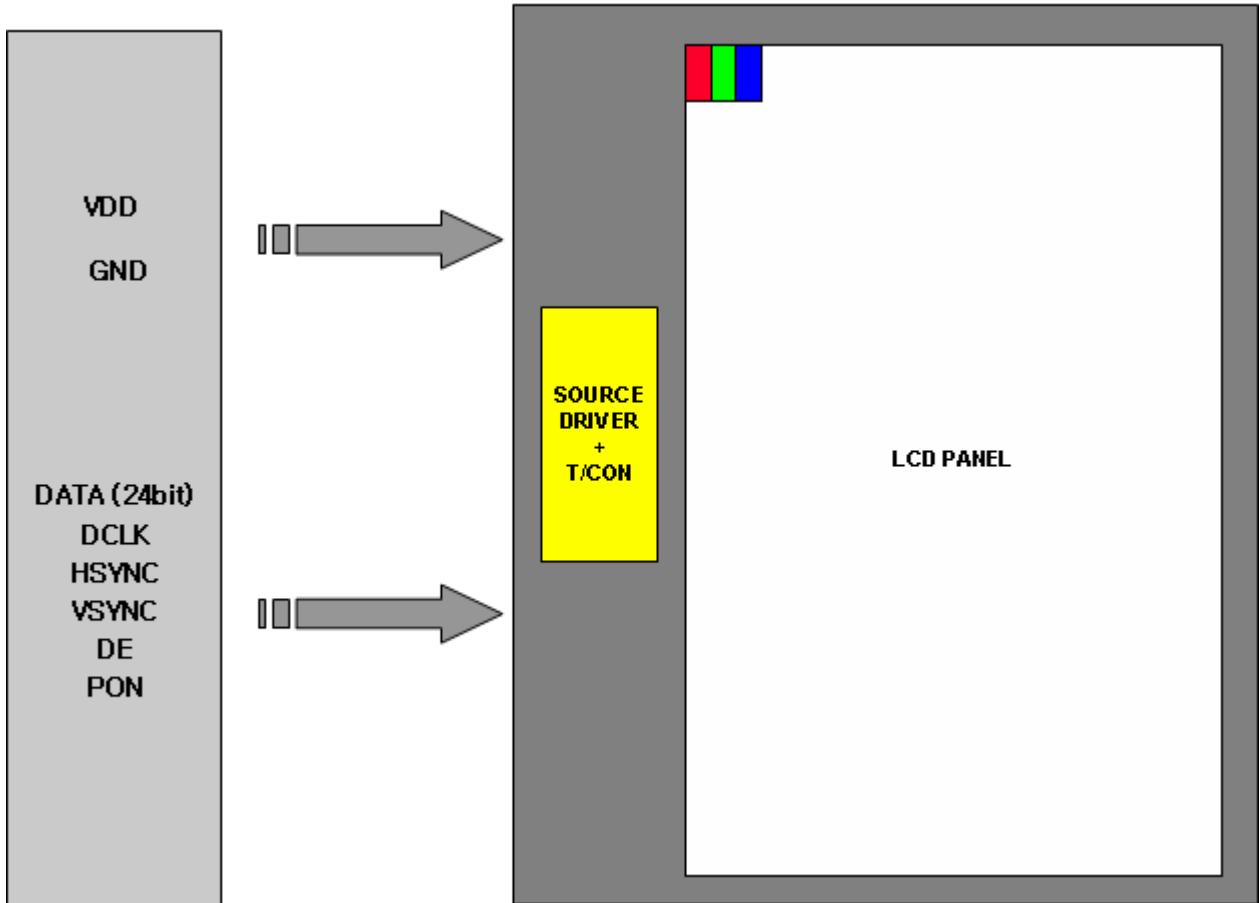 VDD
GND
DATA (24bit)
DCLK
HSYNC
VSYNC
DE
PON
SOURCE
DRIVER
+
T/CON
LCD PANEL